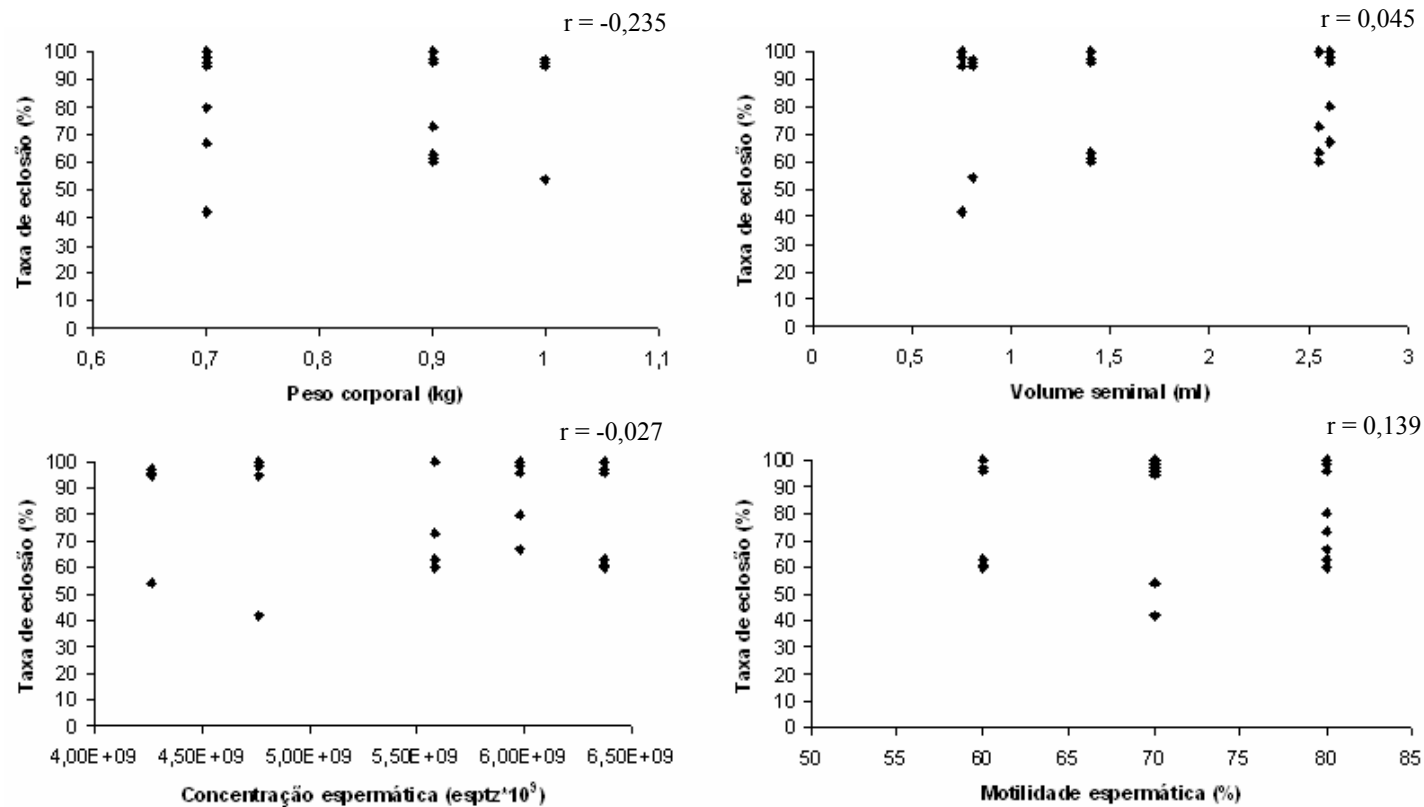 r = -0,235
100
90
80
70
60
50
40
30
20
10
0
Taxa de eclosão (%)
0,6 0,7 0,8 0,9 1 1,1
Peso corporal (kg)
r = 0,045
100
90
80
70
60
50
40
30
20
10
0
Taxa de eclosão (%)
0 0,5 1 1,5 2 2,5 3
Volume seminal (ml)
r = -0,027
100
90
80
70
60
50
40
30
20
10
0
Taxa de eclosão (%)
4,00E+09 4,50E+09 5,00E+09 5,50E+09 6,00E+09 6,50E+09
Concentração espermática (esptz*10⁹)
r = 0,139
100
90
80
70
60
50
40
30
20
10
0
Taxa de eclosão (%)
50 55 60 65 70 75 80 85
Motilidade espermática (%)